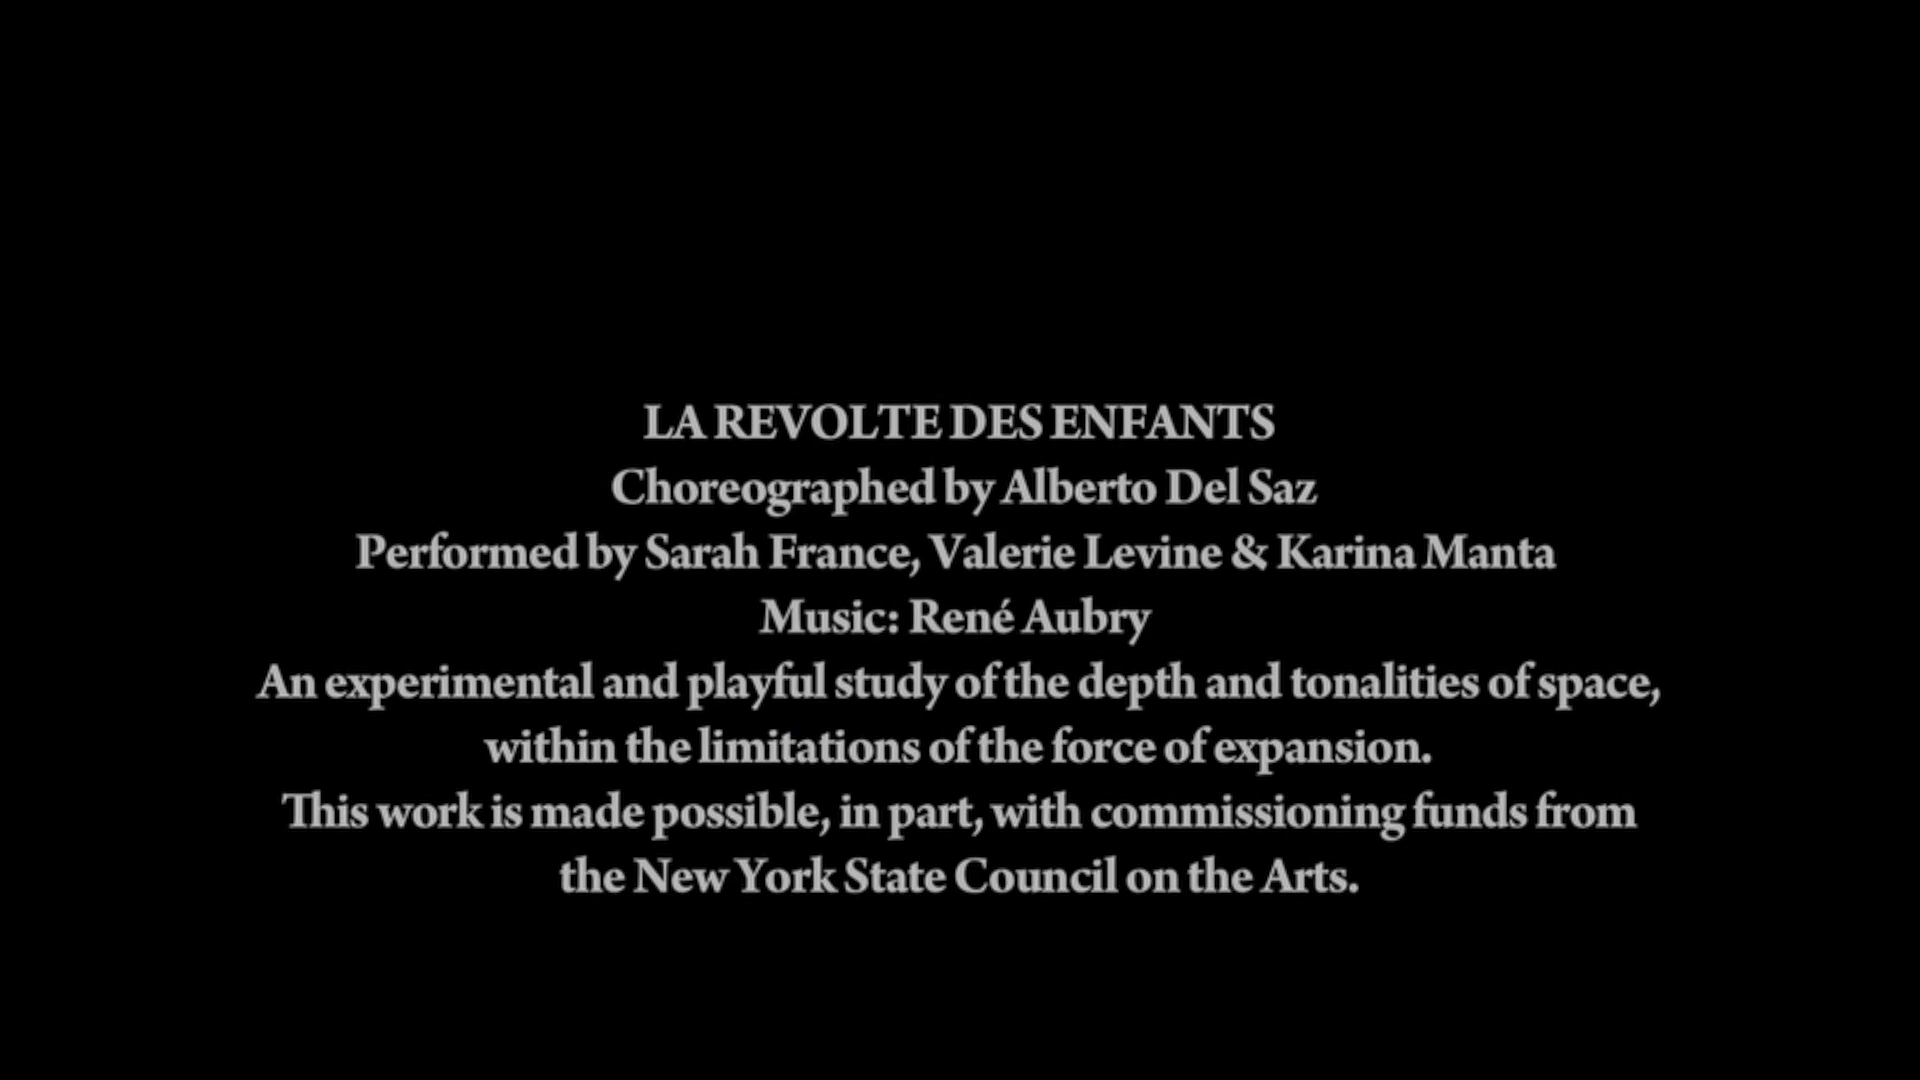 LA REVOLTE DES ENFANTS
Choreographed by Alberto Del Saz
Performed by Sarah France, Valerie Levine & Karina Manta
Music: René Aubry
An experimental and playful study of the depth and tonalities of space,
within the limitations of the force of expansion.
This work is made possible, in part, with commissioning funds from
the New York State Council on the Arts.